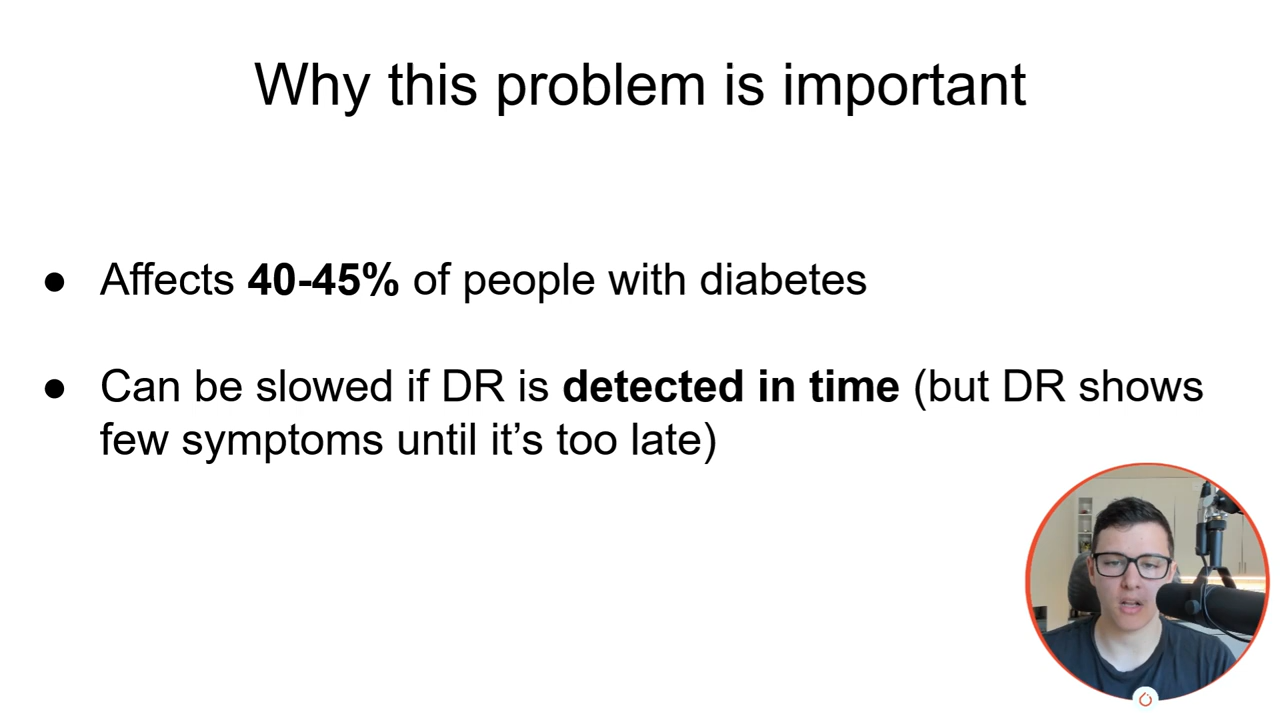 Why this problem is important
● Affects 40-45% of people with diabetes
● Can be slowed if DR is detected in time (but DR shows
few symptoms until it’s too late)